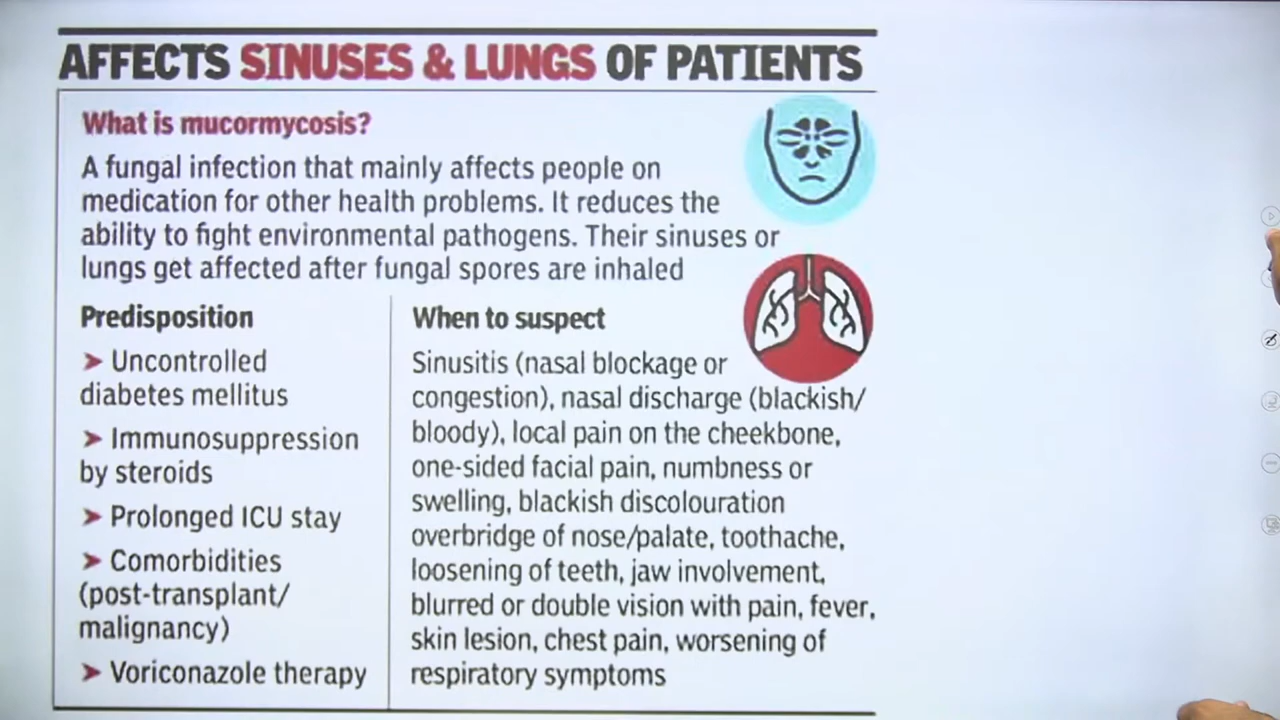 AFFECTS SINUSES & LUNGS OF PATIENTS
What is mucormycosis?
A fungal infection that mainly affects people on
medication for other health problems. It reduces the
ability to fight environmental pathogens. Their sinuses or
lungs get affected after fungal spores are inhaled
Predisposition
➤ Uncontrolled
diabetes mellitus
➤ Immunosuppression
by steroids
➤ Prolonged ICU stay
➤ Comorbidities
(post-transplant/
malignancy)
➤ Voriconazole therapy
When to suspect
Sinusitis (nasal blockage or
congestion), nasal discharge (blackish/
bloody), local pain on the cheekbone,
one-sided facial pain, numbness or
swelling, blackish discolouration
overbridge of nose/palate, toothache,
loosening of teeth, jaw involvement,
blurred or double vision with pain, fever,
skin lesion, chest pain, worsening of
respiratory symptoms